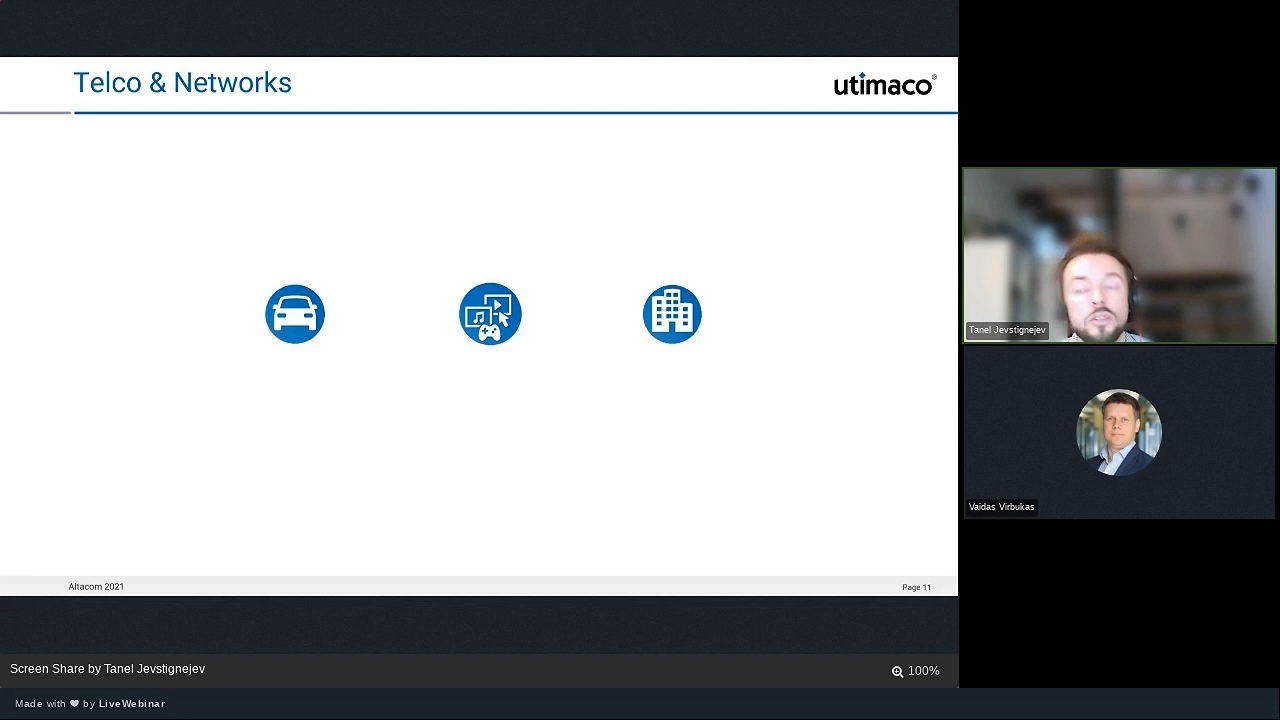 Telco & Networks
utimaco®
Tanel Jevstignejev
Vaidas Virbukas
Altacom 2021
Page 11
Screen Share by Tanel Jevstignejev
100%
Made with ❤ by LiveWebinar